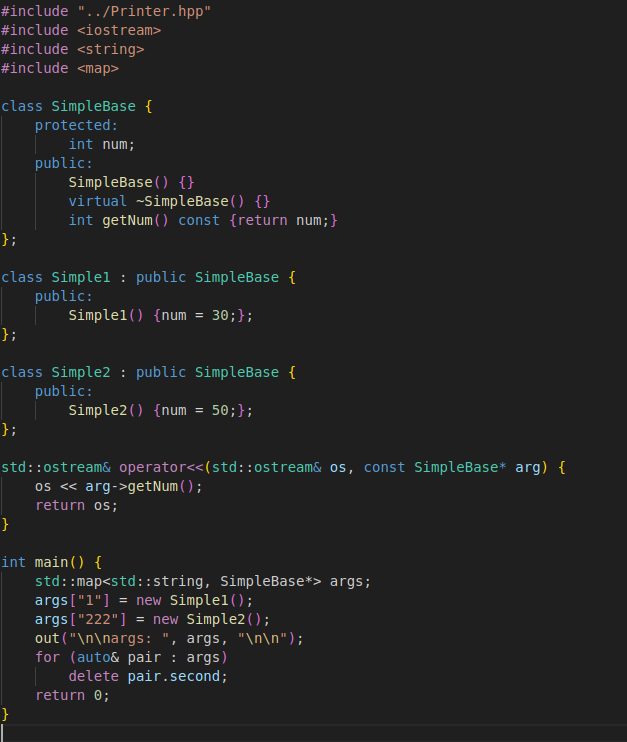 #include "../Printer.hpp"
#include <iostream>
#include <string>
#include <map>

class SimpleBase {
    protected:
        int num;
    public:
        SimpleBase() {}
        virtual ~SimpleBase() {}
        int getNum() const {return num;}
};

class Simple1 : public SimpleBase {
    public:
        Simple1() {num = 30;};
};

class Simple2 : public SimpleBase {
    public:
        Simple2() {num = 50;};
};

std::ostream& operator<<(std::ostream& os, const SimpleBase* arg) {
    os << arg->getNum();
    return os;
}

int main() {
    std::map<std::string, SimpleBase*> args;
    args["1"] = new Simple1();
    args["222"] = new Simple2();
    out("\n\nargs: ", args, "\n\n");
    for (auto& pair : args)
        delete pair.second;
    return 0;
}